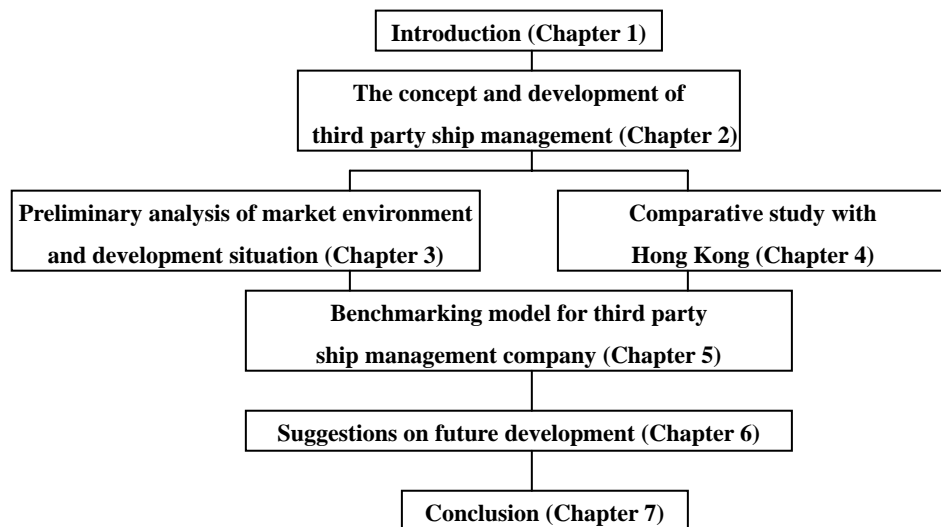 Introduction (Chapter 1)
The concept and development of
third party ship management (Chapter 2)
Preliminary analysis of market environment
and development situation (Chapter 3)
Comparative study with
Hong Kong (Chapter 4)
Benchmarking model for third party
ship management company (Chapter 5)
Suggestions on future development (Chapter 6)
Conclusion (Chapter 7)